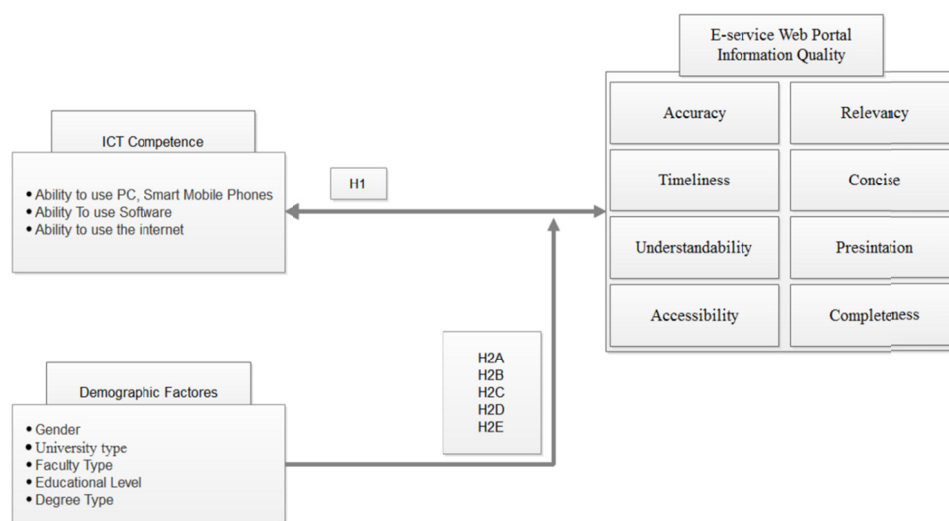 E-service Web Portal
Information Quality
Accuracy
Relevancy
Timeliness
Concise
Understandability
Presintation
Accessibility
Completeness
ICT Competence
• Ability to use PC, Smart Mobile Phones
• Ability To use Software
• Ability to use the internet
H1
H2A
H2B
H2C
H2D
H2E
Demographic Factores
• Gender
• University type
• Faculty Type
• Educational Level
• Degree Type